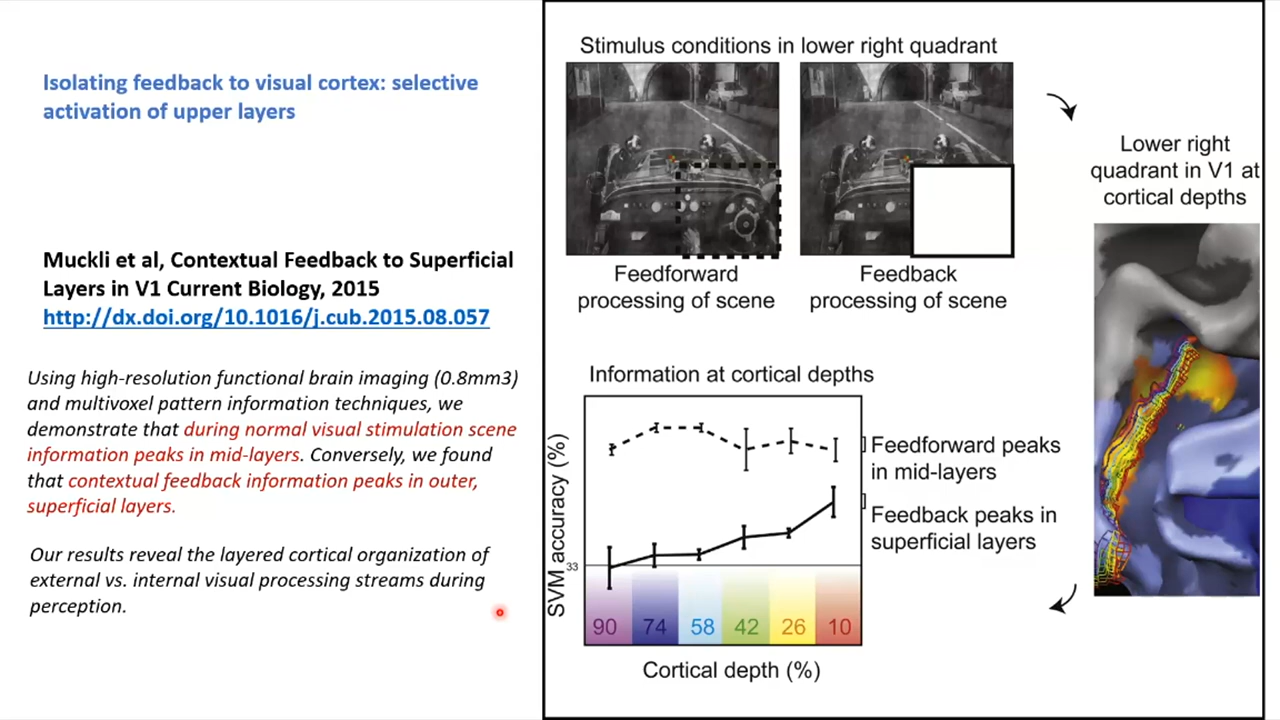 Isolating feedback to visual cortex: selective
activation of upper layers
Muckli et al, Contextual Feedback to Superficial
Layers in V1 Current Biology, 2015
http://dx.doi.org/10.1016/j.cub.2015.08.057
Using high-resolution functional brain imaging (0.8mm3)
and multivoxel pattern information techniques, we
demonstrate that during normal visual stimulation scene
information peaks in mid-layers. Conversely, we found
that contextual feedback information peaks in outer,
superficial layers.
Our results reveal the layered cortical organization of
external vs. internal visual processing streams during
perception.
Stimulus conditions in lower right quadrant
Feedforward
processing of scene
Feedback
processing of scene
Lower right
quadrant in V1 at
cortical depths
Information at cortical depths
SVM accuracy (%)
33
90 74 58 42 26 10
Cortical depth (%)
Feedforward peaks
in mid-layers
Feedback peaks in
superficial layers